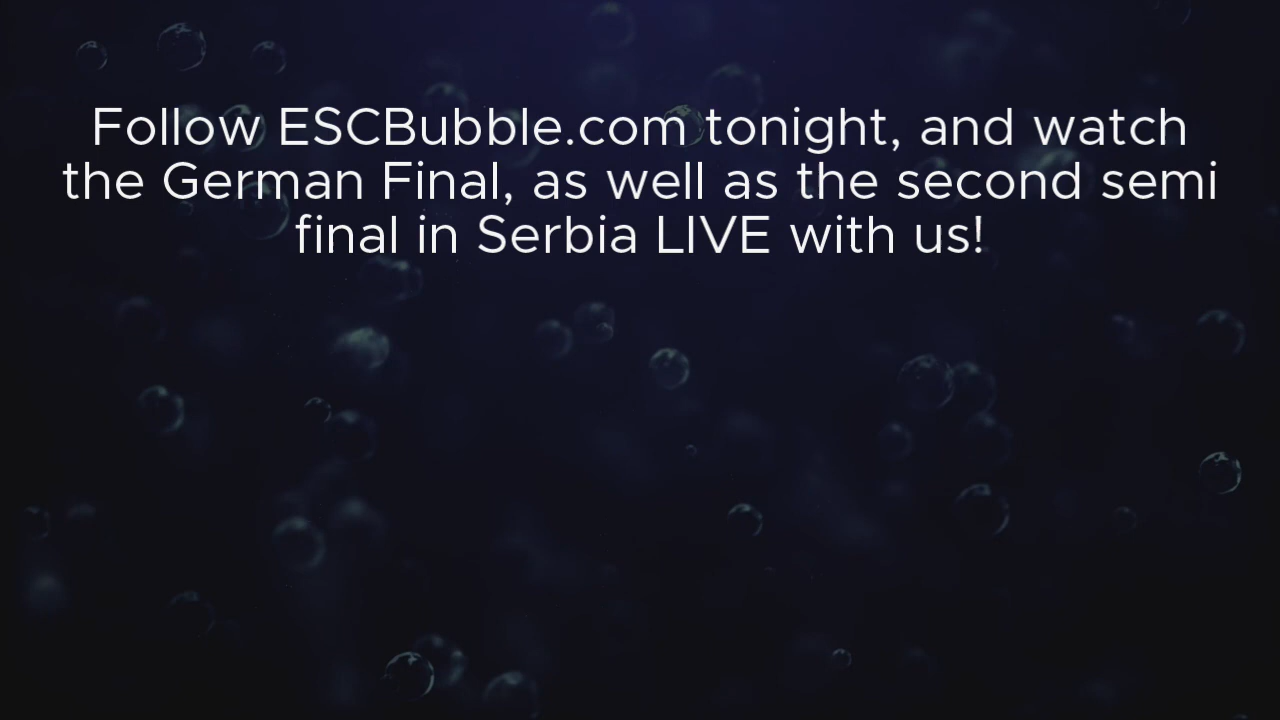 Follow ESCBubble.com tonight, and watch
the German Final, as well as the second semi
final in Serbia LIVE with us!